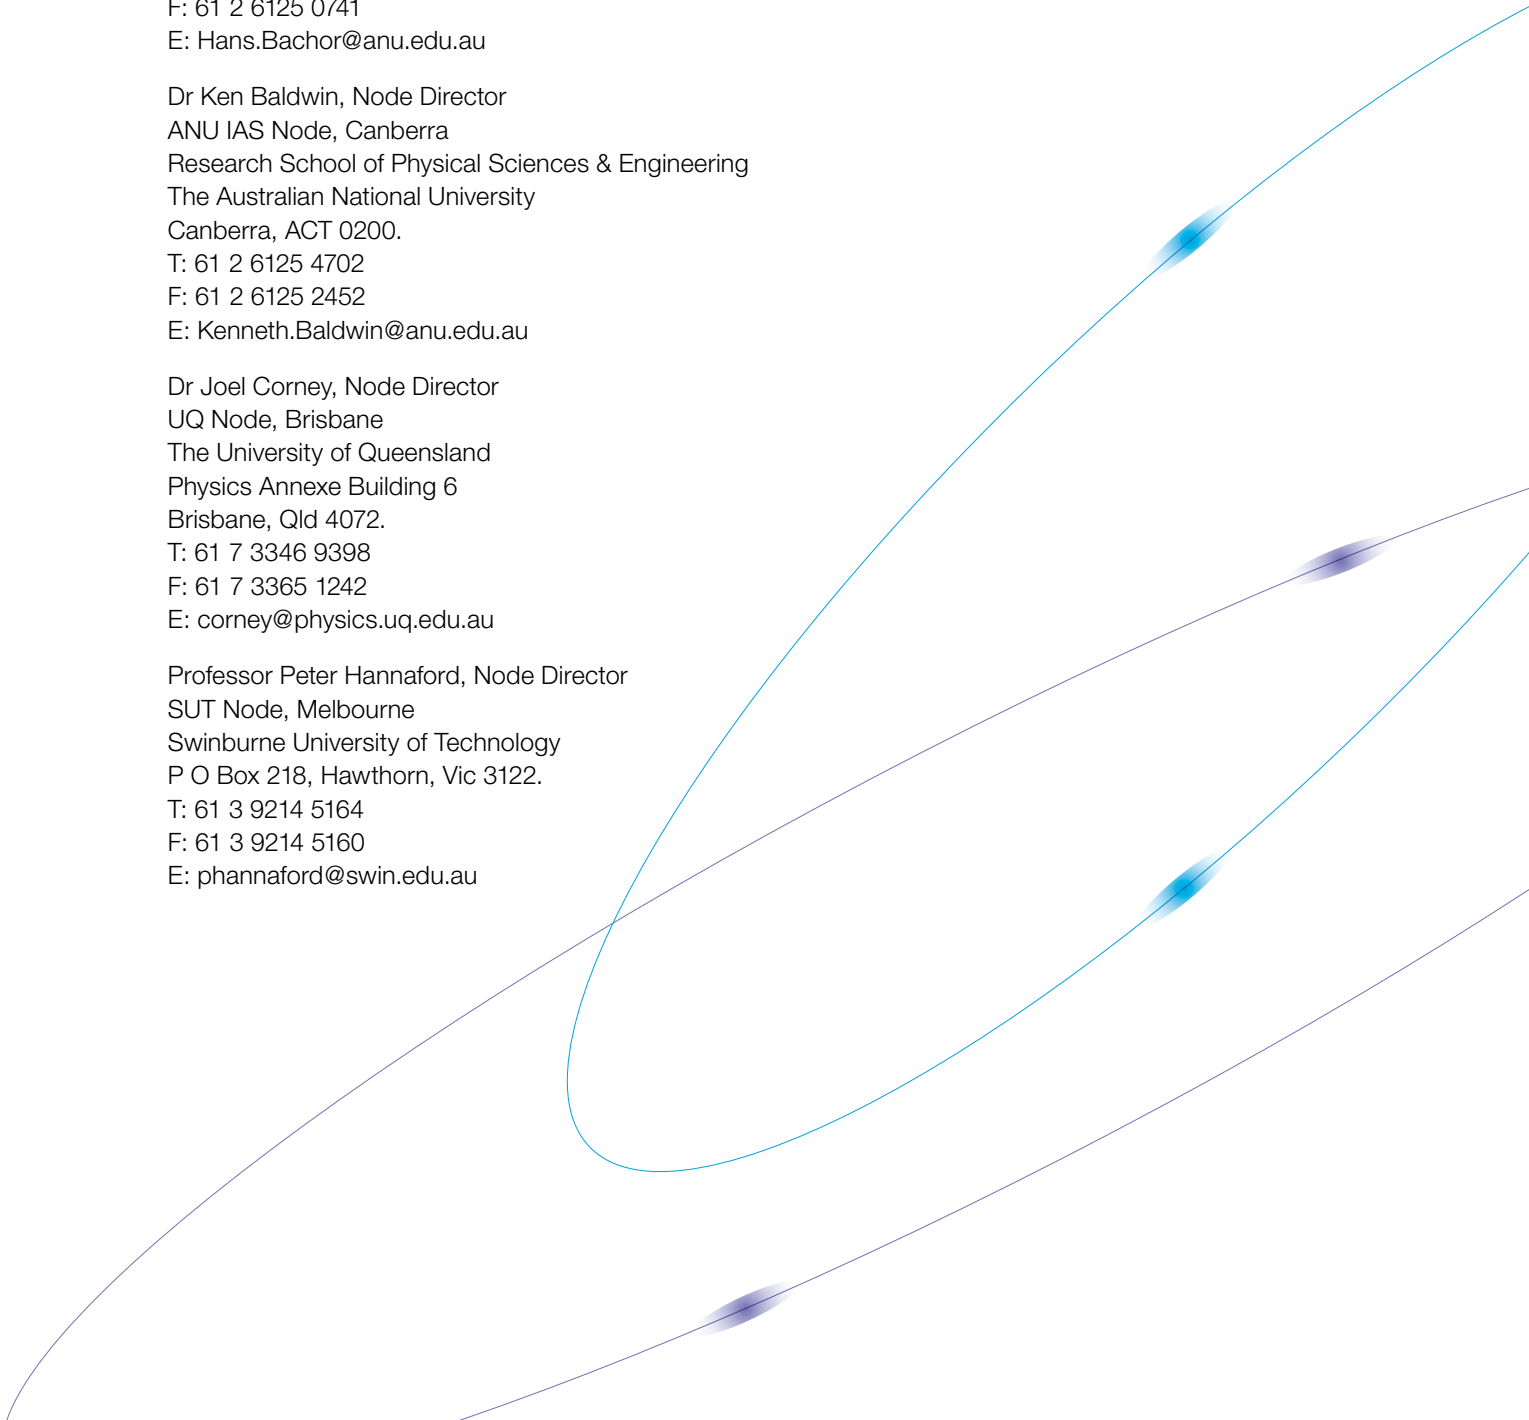 F: 61 2 6125 0741
E: Hans.Bachor@anu.edu.au
Dr Ken Baldwin, Node Director
ANU IAS Node, Canberra
Research School of Physical Sciences & Engineering
The Australian National University
Canberra, ACT 0200.
T: 61 2 6125 4702
F: 61 2 6125 2452
E: Kenneth.Baldwin@anu.edu.au
Dr Joel Corney, Node Director
UQ Node, Brisbane
The University of Queensland
Physics Annexe Building 6
Brisbane, Qld 4072.
T: 61 7 3346 9398
F: 61 7 3365 1242
E: corney@physics.uq.edu.au
Professor Peter Hannaford, Node Director
SUT Node, Melbourne
Swinburne University of Technology
P O Box 218, Hawthorn, Vic 3122.
T: 61 3 9214 5164
F: 61 3 9214 5160
E: phannaford@swin.edu.au